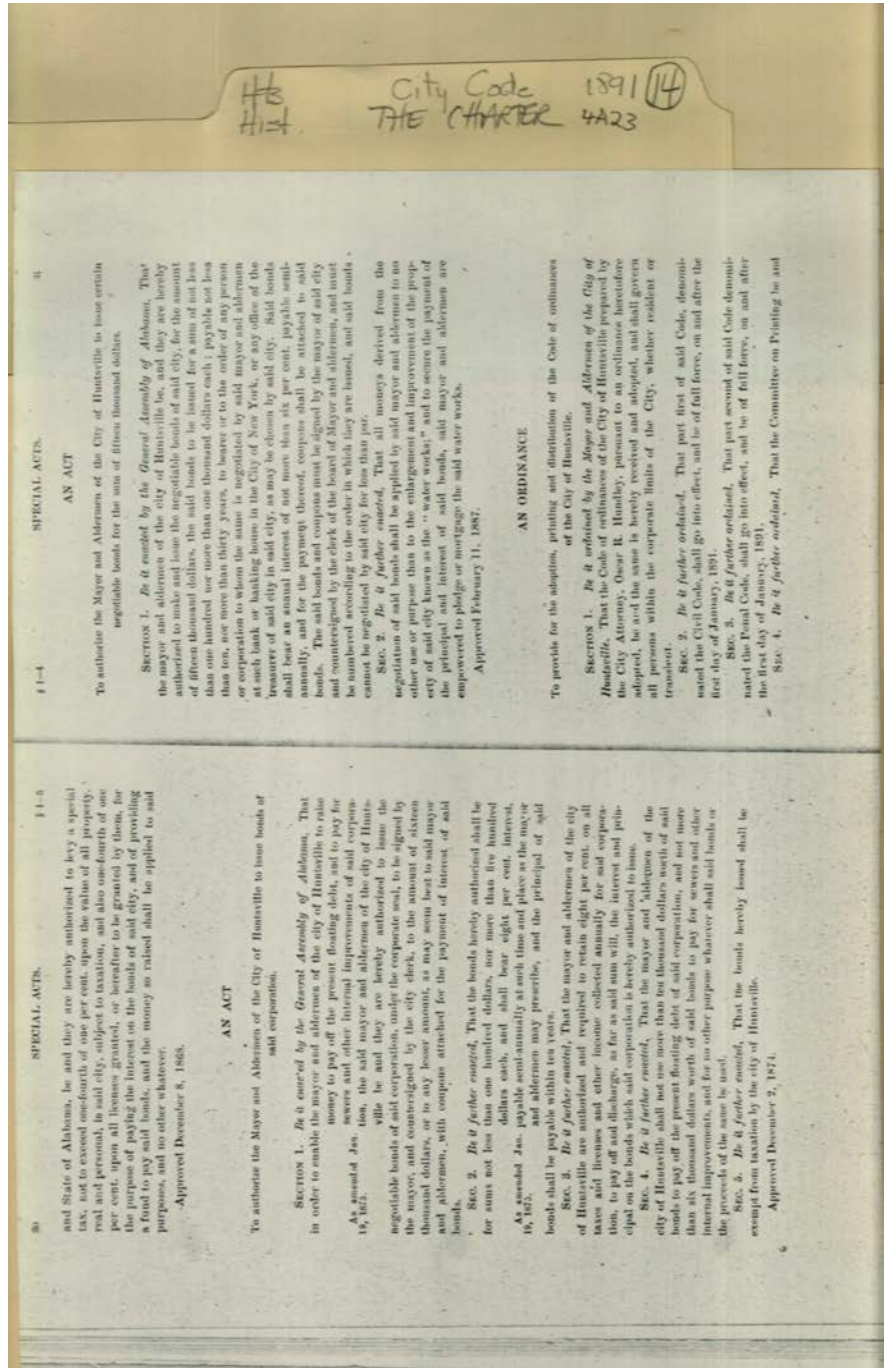 HB City Code 1891 14
Hist. THE CHARTER 4A23
80 SPECIAL ACTS. § 1–5
and State of Alabama, be and they are hereby authorized to levy a special
tax, not to exceed one-fourth of one per cent. upon the value of all property,
real and personal, in said city, subject to taxation, and also one-fourth of one
per cent. upon all licenses granted, or hereafter to be granted by them, for
the purpose of paying the interest on the bonds of said city, and of providing
a fund to pay said bonds, and the money so raised shall be applied to said
purposes, and no other whatever.
Approved December 8, 1868.
AN ACT
To authorize the Mayor and Aldermen of the City of Huntsville to issue bonds of
said corporation.
SECTION 1. Be it enacted by the General Assembly of Alabama, That
in order to enable the mayor and aldermen of the city of Huntsville to raise
money to pay off the present floating debt, and to pay for
sewers and other internal improvements of said corpora-
As amended Jan. tion, the said mayor and aldermen of the city of Hunts-
19, 1875. ville be and they are hereby authorized to issue the
negotiable bonds of said corporation, under the corporate seal, to be signed by
the mayor, and countersigned by the city clerk, to the amount of sixteen
thousand dollars, or to any lesser amount, as may seem best to said mayor
and aldermen, with coupons attached for the payment of interest of said
bonds.
SEC. 2. Be it further enacted, That the bonds hereby authorized shall be
for sums not less than one hundred dollars, nor more than five hundred
dollars each, and shall bear eight per cent. interest,
As amended Jan. payable semi-annually at such time and place as the mayor
19, 1875. and aldermen may prescribe, and the principal of said
bonds shall be payable within ten years.
SEC. 3. Be it further enacted, That the mayor and aldermen of the city
of Huntsville are authorized and required to retain eight per cent. on all
taxes and licenses and other income collected annually for said corpora-
tion, to pay off and discharge, as far as said sum will, the interest and prin-
cipal on the bonds which said corporation is hereby authorized to issue.
SEC. 4. Be it further enacted, That the mayor and aldermen of the
city of Huntsville shall not use more than ten thousand dollars worth of said
bonds to pay off the present floating debt of said corporation, and not more
than six thousand dollars worth of said bonds to pay for sewers and other
internal improvements, and for no other purpose whatever shall said bonds or
the proceeds of the same be used.
SEC. 5. Be it further enacted, That the bonds hereby issued shall be
exempt from taxation by the city of Huntsville.
Approved December 2, 1874.
6
§ 1–4 SPECIAL ACTS.
AN ACT
To authorize the Mayor and Aldermen of the City of Huntsville to issue certain
negotiable bonds for the sum of fifteen thousand dollars.
SECTION 1. Be it enacted by the General Assembly of Alabama, That
the mayor and aldermen of the city of Huntsville be, and they are hereby
authorized to make and issue the negotiable bonds of said city, for the amount
of fifteen thousand dollars, the said bonds to be issued for a sum of not less
than one hundred nor more than one thousand dollars each; payable not less
than ten, nor more than thirty years, to bearer or to the order of any person
or corporation to whom the same is negotiated by said mayor and aldermen
at such bank or banking house in the City of New York, or any office of the
treasurer of said city in said city, as may be chosen by said city. Said bonds
shall bear an annual interest of not more than six per cent. payable semi-
annually, and for the payment thereof, coupons shall be attached to said
bonds. The said bonds and coupons must be signed by the mayor of said city
and countersigned by the clerk of the board of Mayor and aldermen, and must
be numbered according to the order in which they are issued, and said bonds
cannot be negotiated by said city for less than par.
SEC. 2. Be it further enacted, That all moneys derived from the
negotiation of said bonds shall be applied by said mayor and aldermen to no
other use or purpose than to the enlargement and improvement of the prop-
erty of said city known as the "water works;" and to secure the payment of
the principal and interest of said bonds, said mayor and aldermen are
empowered to pledge or mortgage the said water works.
Approved February 11, 1887.
AN ORDINANCE
To provide for the adoption, printing and distribution of the Code of ordinances
of the City of Huntsville.
SECTION 1. Be it ordained by the Mayor and Aldermen of the City of
Huntsville, That the Code of ordinances of the City of Huntsville prepared by
the City Attorney, Oscar R. Hundley, pursuant to an ordinance heretofore
adopted, be and the same is hereby received and adopted, and shall govern
all persons within the corporate limits of the City, whether resident or
transient.
SEC. 2. Be it further ordained, That part first of said Code, denomi-
nated the Civil Code, shall go into effect, and be of full force, on and after the
first day of January, 1891.
SEC. 3. Be it further ordained, That part second of said Code denomi-
nated the Penal Code, shall go into effect, and be of full force, on and after
the first day of January, 1891.
SEC. 4. Be it further ordained, That the Committee on Printing be and